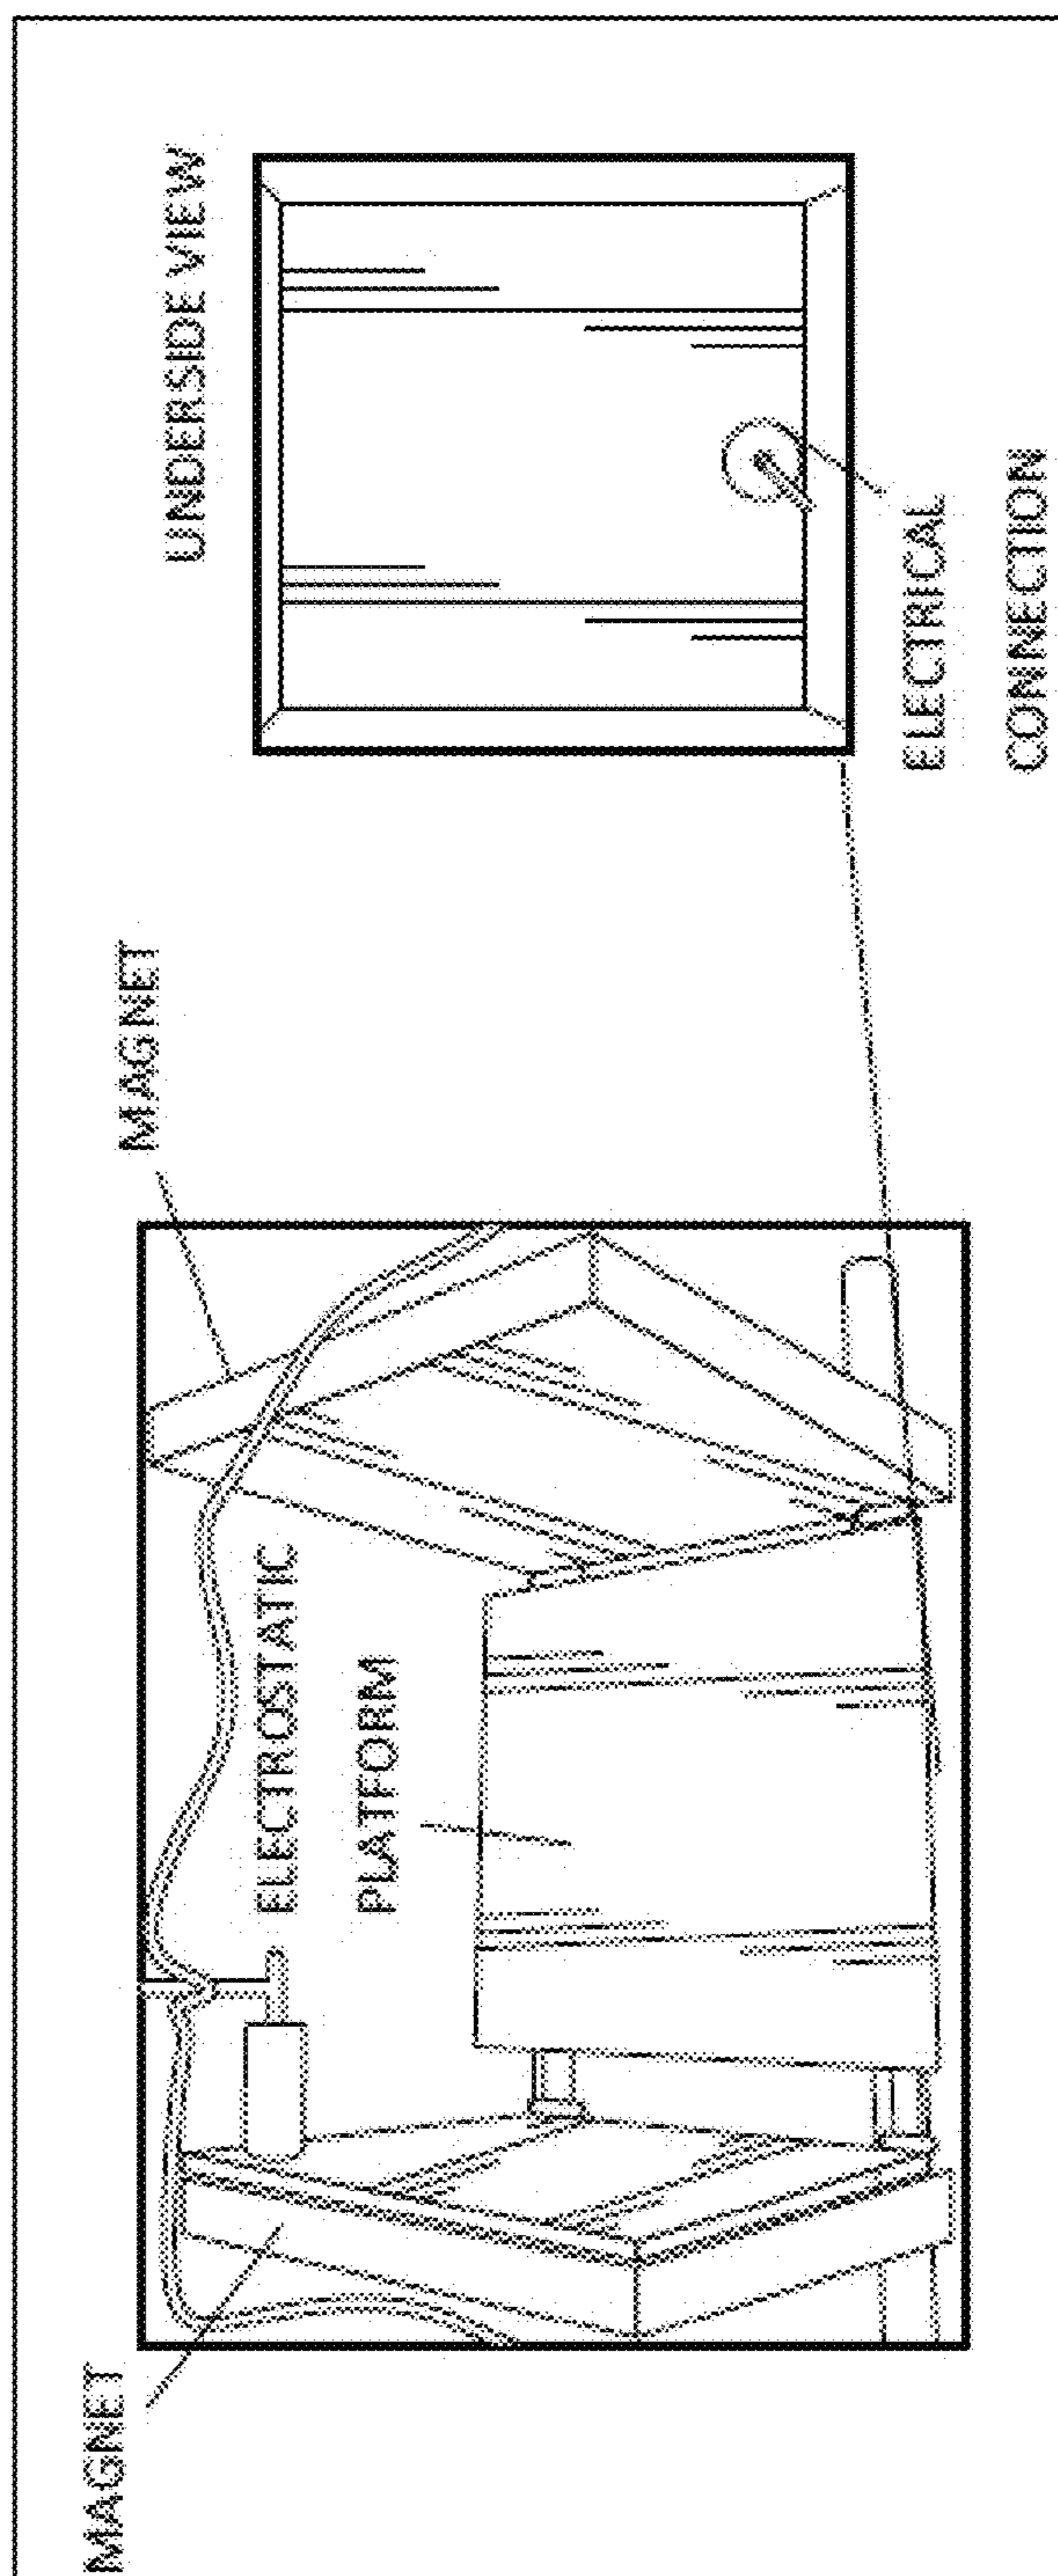 MAGNET
MAGNET
ELECTROSTATIC
PLATFORM
UNDERSIDE VIEW
ELECTRICAL
CONNECTION